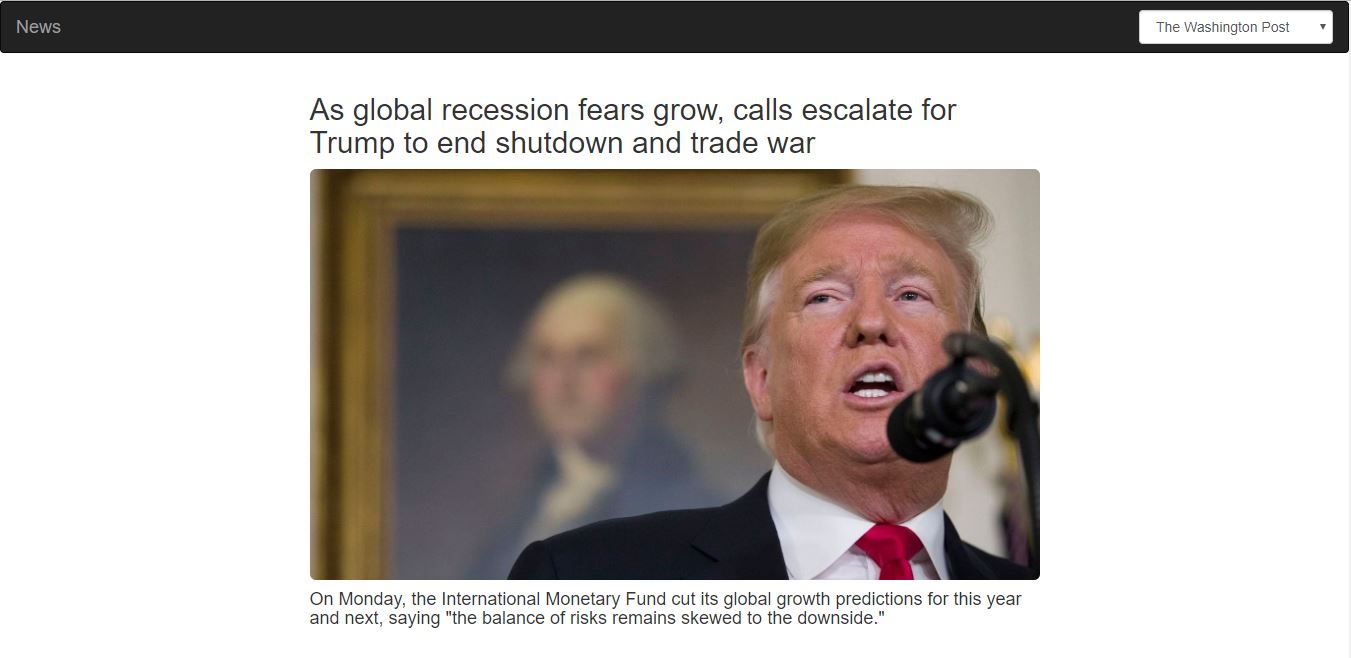 News
The Washington Post
As global recession fears grow, calls escalate for
Trump to end shutdown and trade war
On Monday, the International Monetary Fund cut its global growth predictions for this year
and next, saying "the balance of risks remains skewed to the downside."